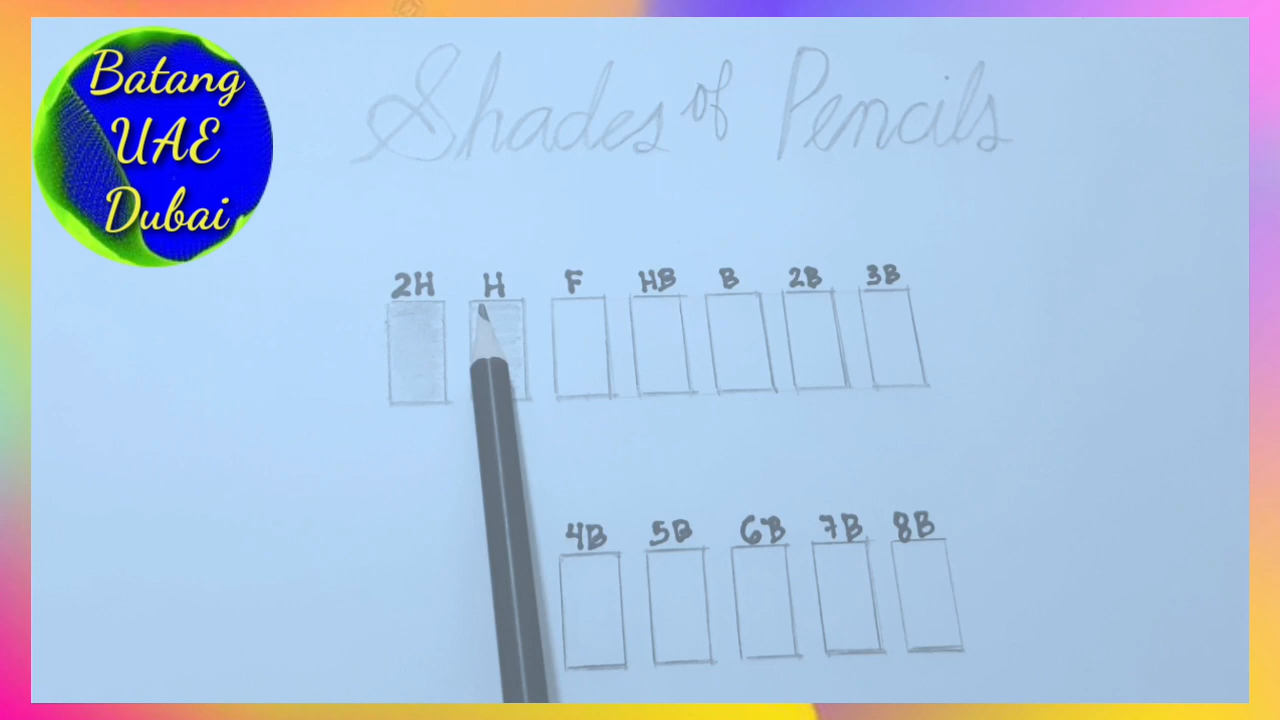 Batang
UAE
Dubai
Shades of Pencils
2H H F HB B 2B 3B
4B 5B 6B 7B 8B